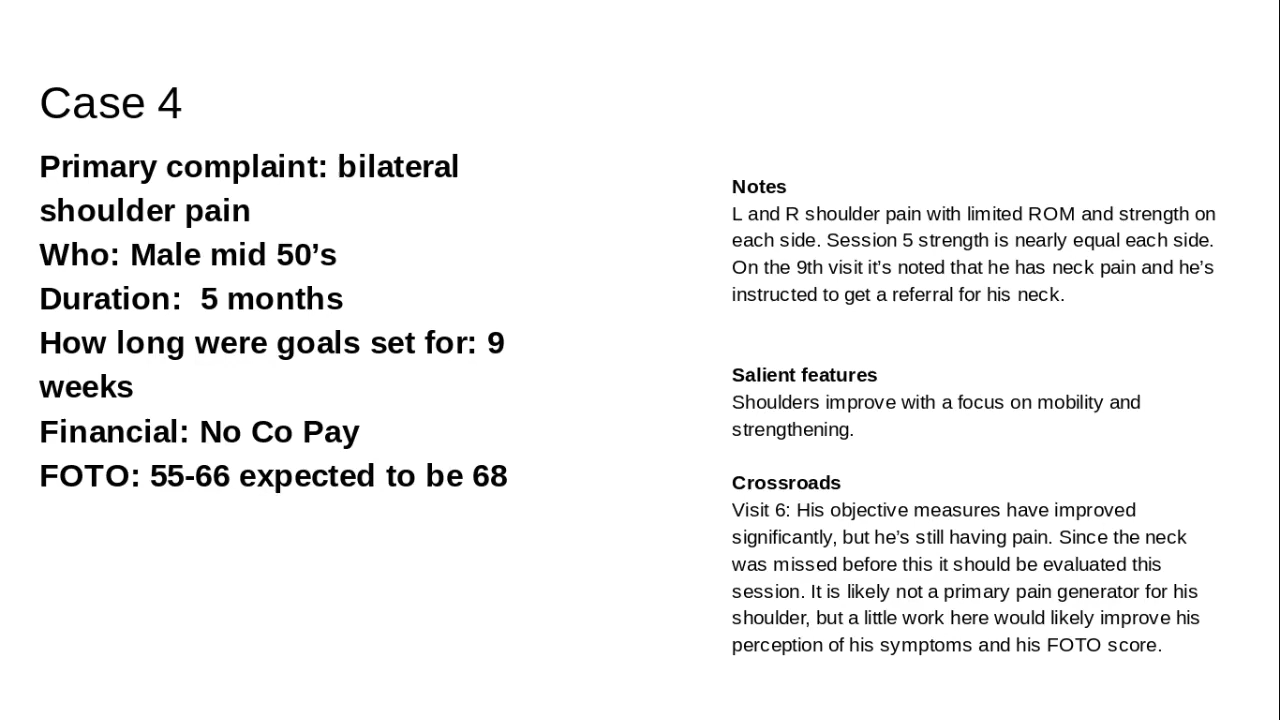 Case 4
Primary complaint: bilateral
shoulder pain
Who: Male mid 50’s
Duration:  5 months
How long were goals set for: 9
weeks
Financial: No Co Pay
FOTO: 55-66 expected to be 68
Notes
L and R shoulder pain with limited ROM and strength on
each side. Session 5 strength is nearly equal each side.
On the 9th visit it’s noted that he has neck pain and he’s
instructed to get a referral for his neck.
Salient features
Shoulders improve with a focus on mobility and
strengthening.
Crossroads
Visit 6: His objective measures have improved
significantly, but he’s still having pain. Since the neck
was missed before this it should be evaluated this
session. It is likely not a primary pain generator for his
shoulder, but a little work here would likely improve his
perception of his symptoms and his FOTO score.